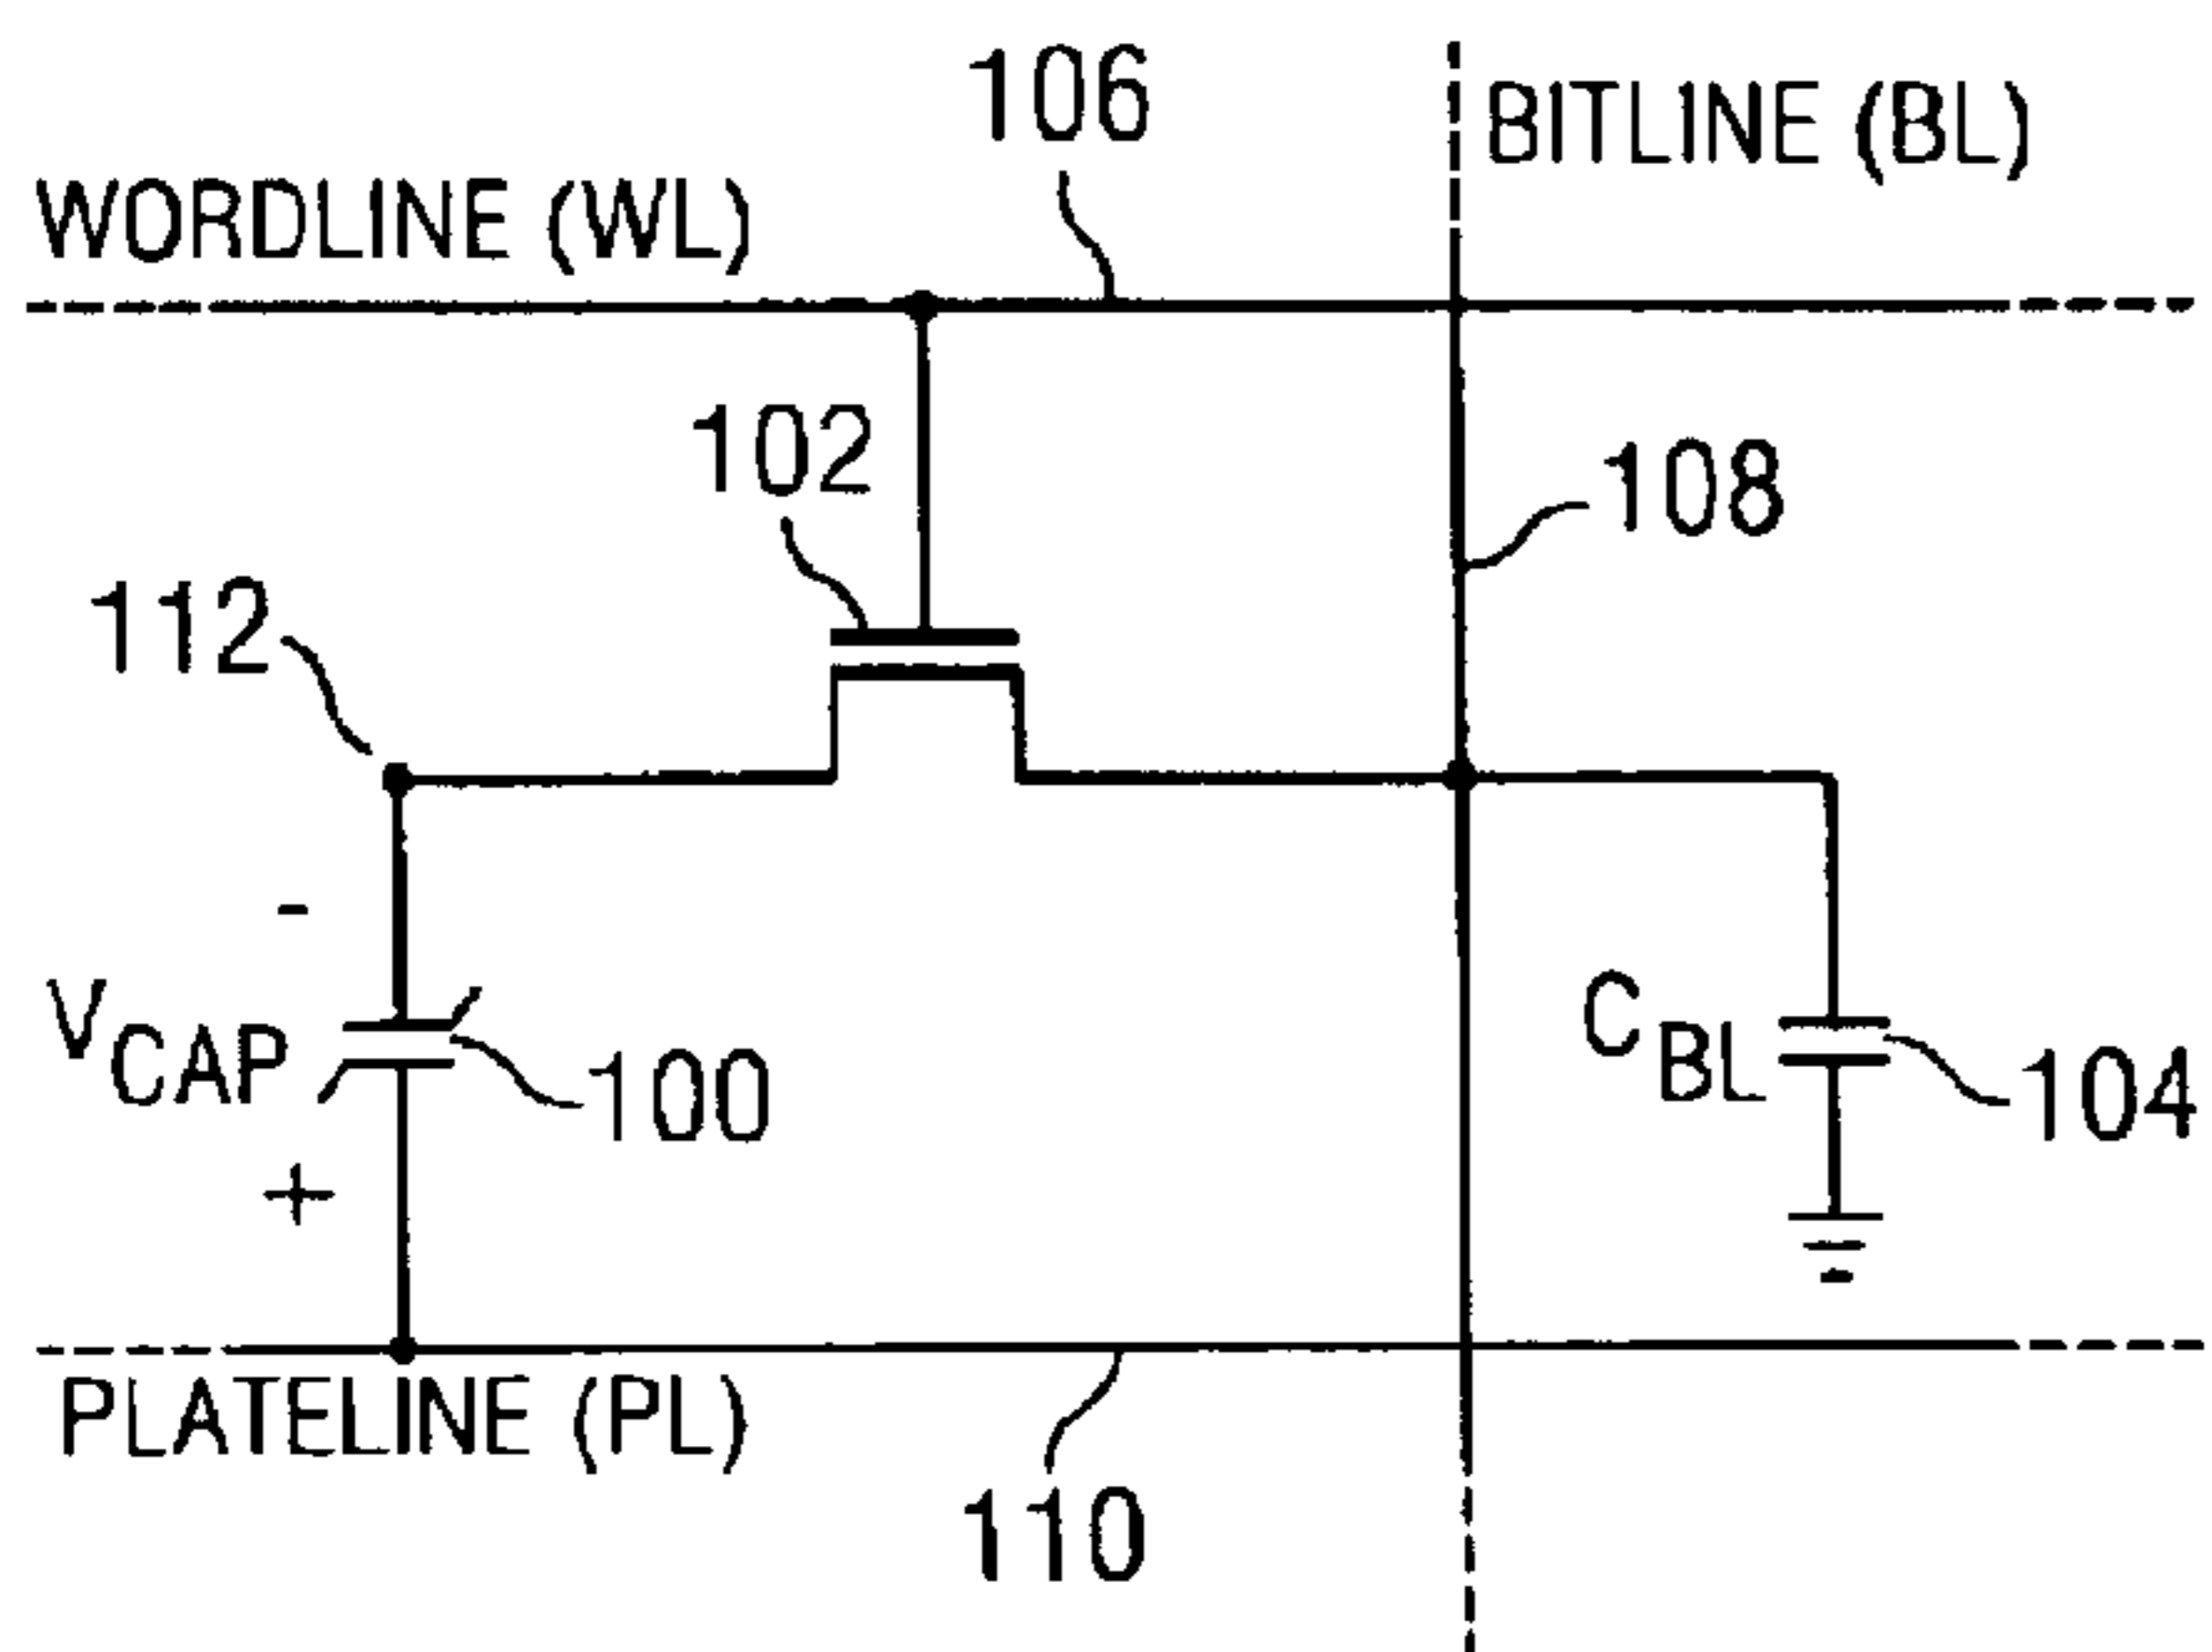 106
BITLINE (BL)
WORDLINE (WL)
102
108
112
-
VCAP
100
CBL
104
+
PLATELINE (PL)
110